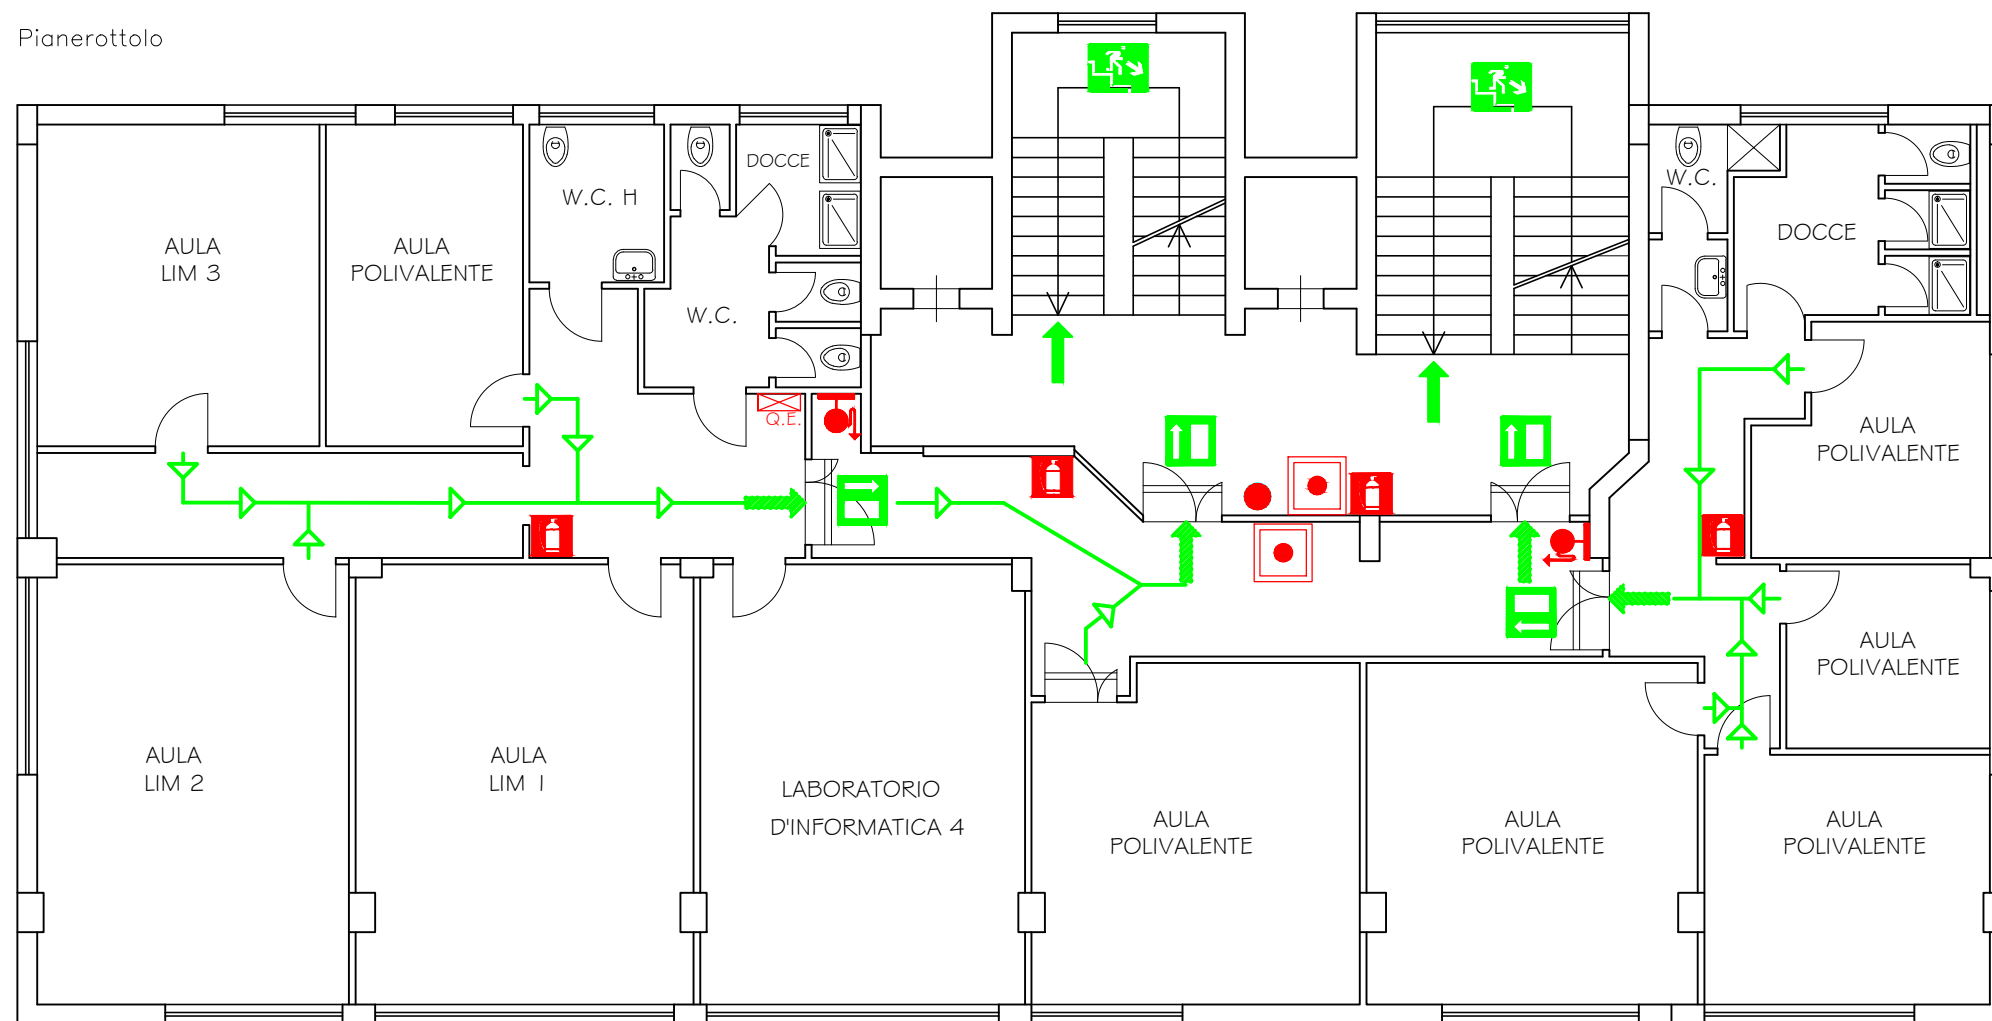 Pianerottolo
DOCCE
W.C. H
W.C.
AULA
LIM 3
AULA
POLIVALENTE
DOCCE
W.C.
Q.E.
AULA
POLIVALENTE
AULA
POLIVALENTE
AULA
LIM 2
AULA
LIM 1
LABORATORIO
D'INFORMATICA 4
AULA
POLIVALENTE
AULA
POLIVALENTE
AULA
POLIVALENTE